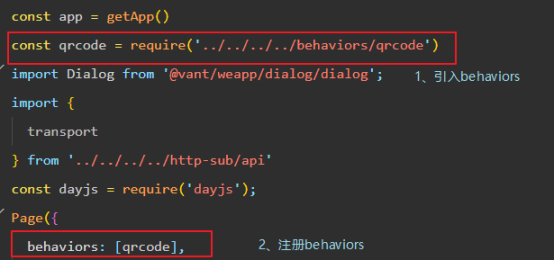 const app = getApp()
const qrcode = require('../../../../behaviors/qrcode')
import Dialog from '@vant/weapp/dialog/dialog';
1、引入behaviors
import {
transport
} from '../../../../http-sub/api'
const dayjs = require('dayjs');
Page({
behaviors: [qrcode],
2、注册behaviors